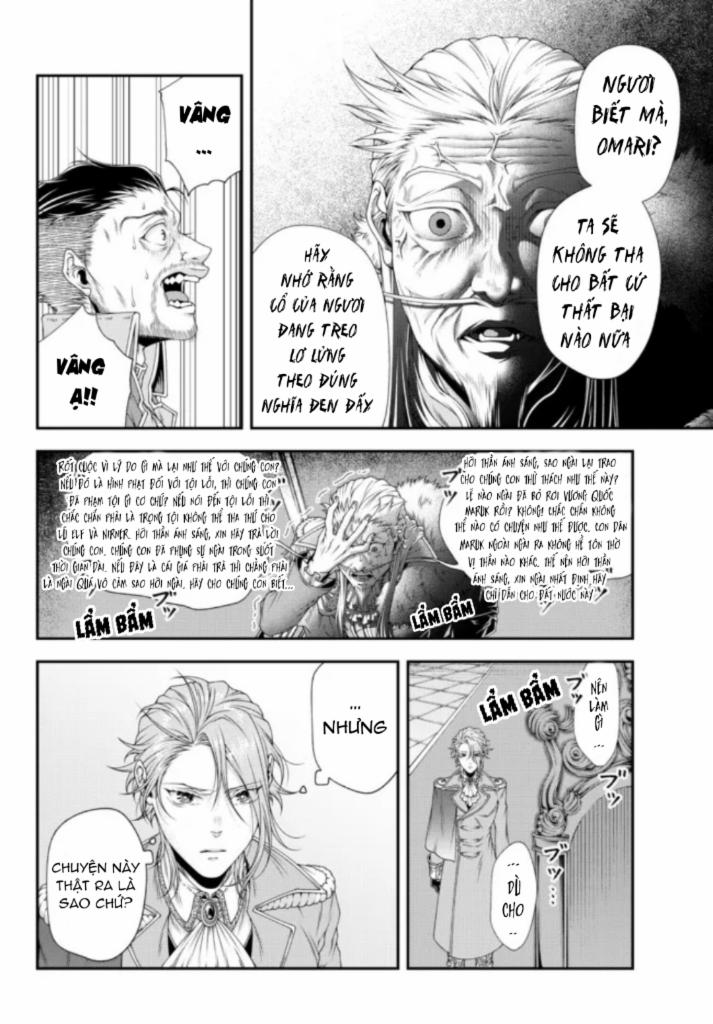 NGƯƠI
BIẾT MÀ,
OMARI?
TA SẼ
KHÔNG THA
CHO BẤT CỨ
THẤT BẠI
NÀO NỮA
HÃY
NHỚ RẰNG
CỔ CỦA NGƯƠI
ĐANG TREO
LƠ LỬNG
THEO ĐÚNG
NGHĨA ĐEN ĐẤY
VÂNG
...
VÂNG
Ạ!!
HỠI THẦN ÁNH SÁNG, SAO NGÀI LẠI TRAO
CHO CHÚNG CON THỬ THÁCH NHƯ THẾ NÀY?
LẼ NÀO NGÀI ĐÃ BỎ RƠI VƯƠNG QUỐC
MARUK RỒI? KHÔNG! CHẮC CHẮN KHÔNG
THỂ NÀO CÓ CHUYỆN NHƯ THẾ ĐƯỢC. CON DÂN
MARUK NGOÀI NGÀI RA KHÔNG HỀ TÔN THỜ
VỊ THẦN NÀO KHÁC. THẾ NÊN HỠI THẦN
ÁNH SÁNG, XIN NGÀI NHẤT ĐỊNH HÃY
CHỈ DẪN CHO ĐẤT NƯỚC NÀY
LẨM BẨM
RỐT CUỘC VÌ LÝ DO GÌ MÀ LẠI NHƯ THẾ VỚI CHÚNG CON?
NẾU ĐÓ LÀ HÌNH PHẠT ĐỐI VỚI TỘI LỖI, THÌ CHÚNG CON
ĐÃ PHẠM TỘI GÌ CƠ CHỨ? NẾU NÓI ĐẾN TỘI LỖI THÌ
CHẮC CHẮN PHẢI LÀ TRỌNG TỘI KHÔNG THỂ THA THỨ CHO
LŨ ELF VÀ NIRNER. HỠI THẦN ÁNH SÁNG, XIN HÃY TRẢ LỜI
CHÚNG CON. CHÚNG CON ĐÃ PHỤNG SỰ NGÀI TRONG SUỐT
THỜI GIAN DÀI. NẾU ĐÂY LÀ CÁI GIÁ PHẢI TRẢ THÌ CHẲNG PHẢI
LÀ NGÀI QUÁ VÔ CẢM SAO HỠI NGÀI. HÃY CHO CHÚNG CON BIẾT...
LẨM BẨM
NÊN
LÀM
GÌ
...
LẨM BẨM
ブツ
ブツ
ブツ
...
DÙ
CHO
...
...
NHƯNG
CHUYỆN NÀY
THẬT RA LÀ
SAO CHỨ?